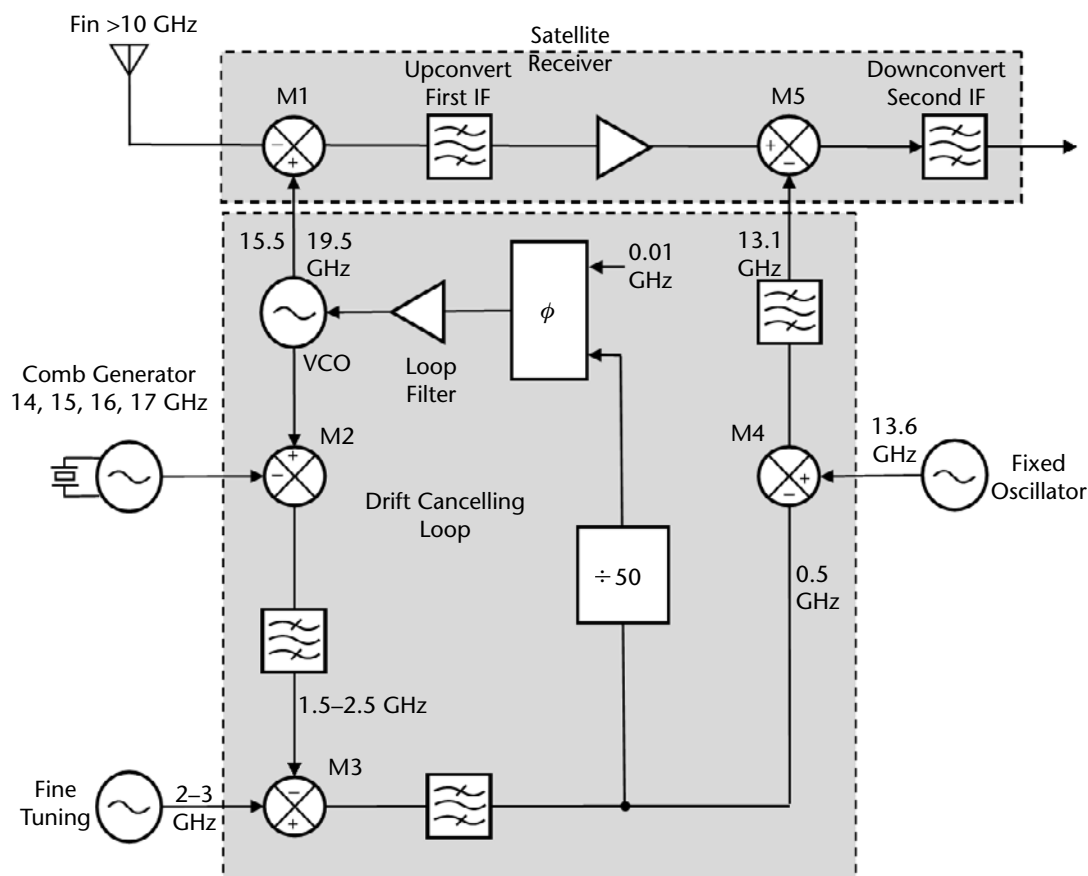 Fin >10 GHz
Satellite
Receiver
Upconvert
First IF
Downconvert
Second IF
M1
M5
15.5
19.5
GHz
0.01
GHz
13.1
GHz
ϕ
VCO
Loop
Filter
Comb Generator
14, 15, 16, 17 GHz
M2
M4
13.6
GHz
Fixed
Oscillator
Drift Cancelling
Loop
÷50
0.5
GHz
1.5–2.5 GHz
M3
Fine
Tuning
2–3
GHz